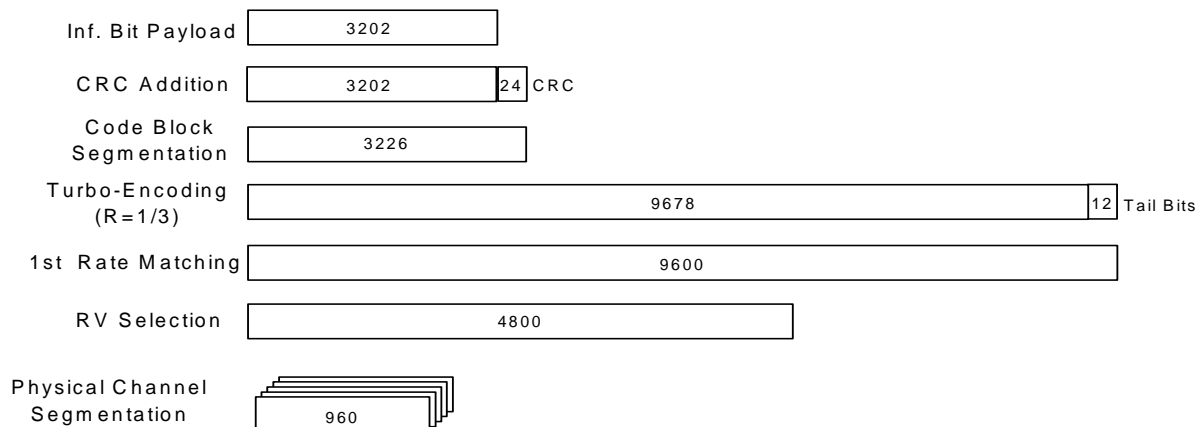 Inf. Bit Payload 3202
CRC Addition 3202 24 CRC
Code Block
Segmentation 3226
Turbo-Encoding
(R=1/3) 9678 12 Tail Bits
1st Rate Matching 9600
RV Selection 4800
Physical Channel
Segmentation 960